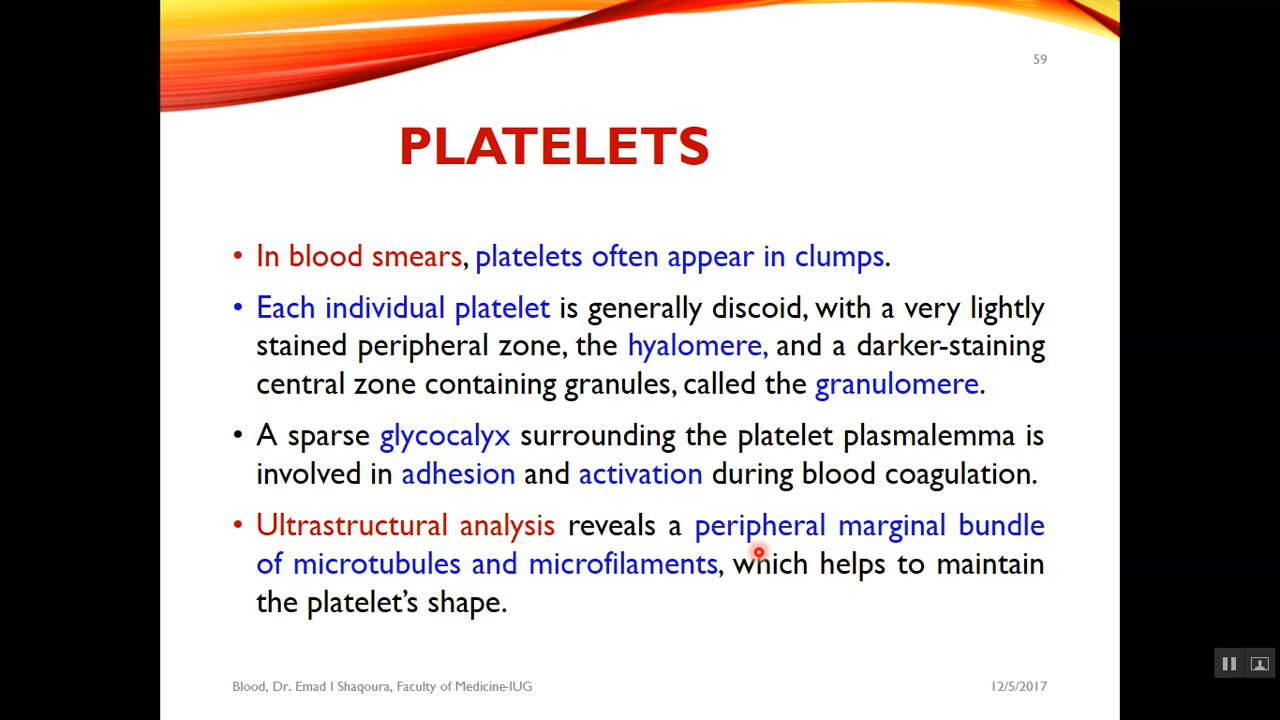 59
PLATELETS
• In blood smears, platelets often appear in clumps.
• Each individual platelet is generally discoid, with a very lightly
stained peripheral zone, the hyalomere, and a darker-staining
central zone containing granules, called the granulomere.
• A sparse glycocalyx surrounding the platelet plasmalemma is
involved in adhesion and activation during blood coagulation.
• Ultrastructural analysis reveals a peripheral marginal bundle
of microtubules and microfilaments, which helps to maintain
the platelet’s shape.
Blood, Dr. Emad I Shaqoura, Faculty of Medicine-IUG
12/5/2017